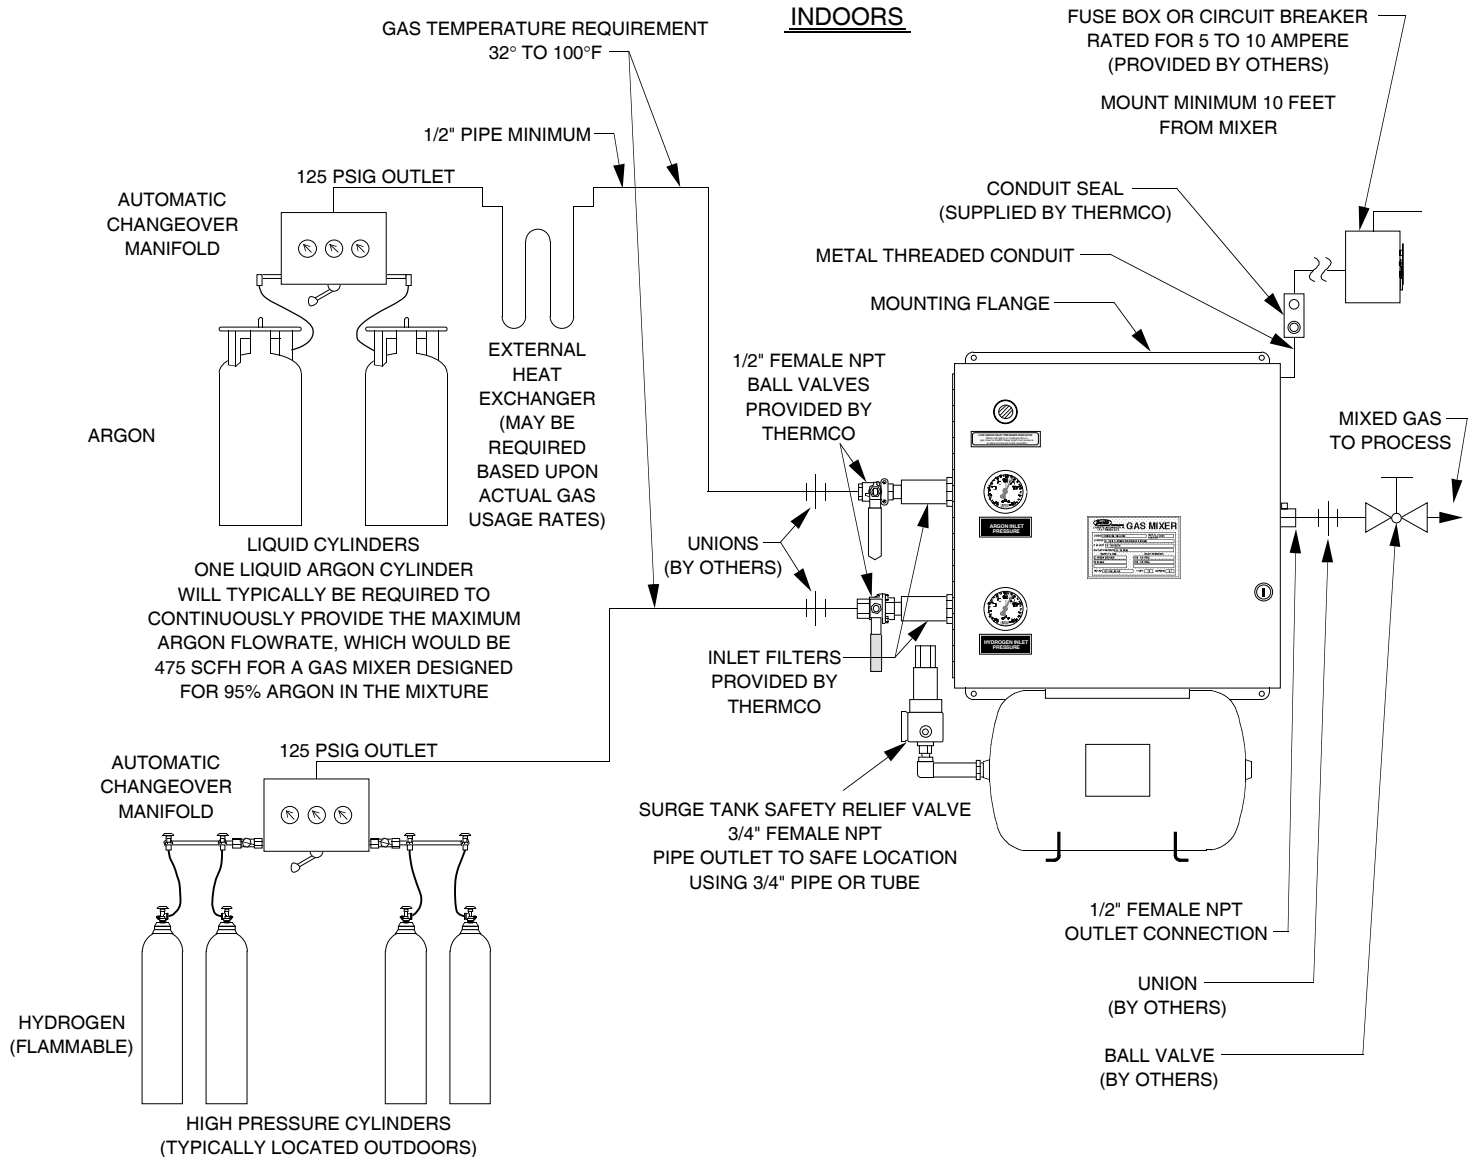 INDOORS
GAS TEMPERATURE REQUIREMENT
32° TO 100°F
FUSE BOX OR CIRCUIT BREAKER
RATED FOR 5 TO 10 AMPERE
(PROVIDED BY OTHERS)
MOUNT MINIMUM 10 FEET
FROM MIXER
1/2" PIPE MINIMUM
125 PSIG OUTLET
AUTOMATIC
CHANGEOVER
MANIFOLD
CONDUIT SEAL
(SUPPLIED BY THERMCO)
METAL THREADED CONDUIT
MOUNTING FLANGE
EXTERNAL
HEAT
EXCHANGER
(MAY BE
REQUIRED
BASED UPON
ACTUAL GAS
USAGE RATES)
1/2" FEMALE NPT
BALL VALVES
PROVIDED BY
THERMCO
ARGON
MIXED GAS
TO PROCESS
ARGON INLET
PRESSURE
GAS MIXER
UNIONS
(BY OTHERS)
LIQUID CYLINDERS
ONE LIQUID ARGON CYLINDER
WILL TYPICALLY BE REQUIRED TO
CONTINUOUSLY PROVIDE THE MAXIMUM
ARGON FLOWRATE, WHICH WOULD BE
475 SCFH FOR A GAS MIXER DESIGNED
FOR 95% ARGON IN THE MIXTURE
HYDROGEN INLET
PRESSURE
INLET FILTERS
PROVIDED BY
THERMCO
125 PSIG OUTLET
AUTOMATIC
CHANGEOVER
MANIFOLD
SURGE TANK SAFETY RELIEF VALVE
3/4" FEMALE NPT
PIPE OUTLET TO SAFE LOCATION
USING 3/4" PIPE OR TUBE
1/2" FEMALE NPT
OUTLET CONNECTION
UNION
(BY OTHERS)
BALL VALVE
(BY OTHERS)
HYDROGEN
(FLAMMABLE)
HIGH PRESSURE CYLINDERS
(TYPICALLY LOCATED OUTDOORS)